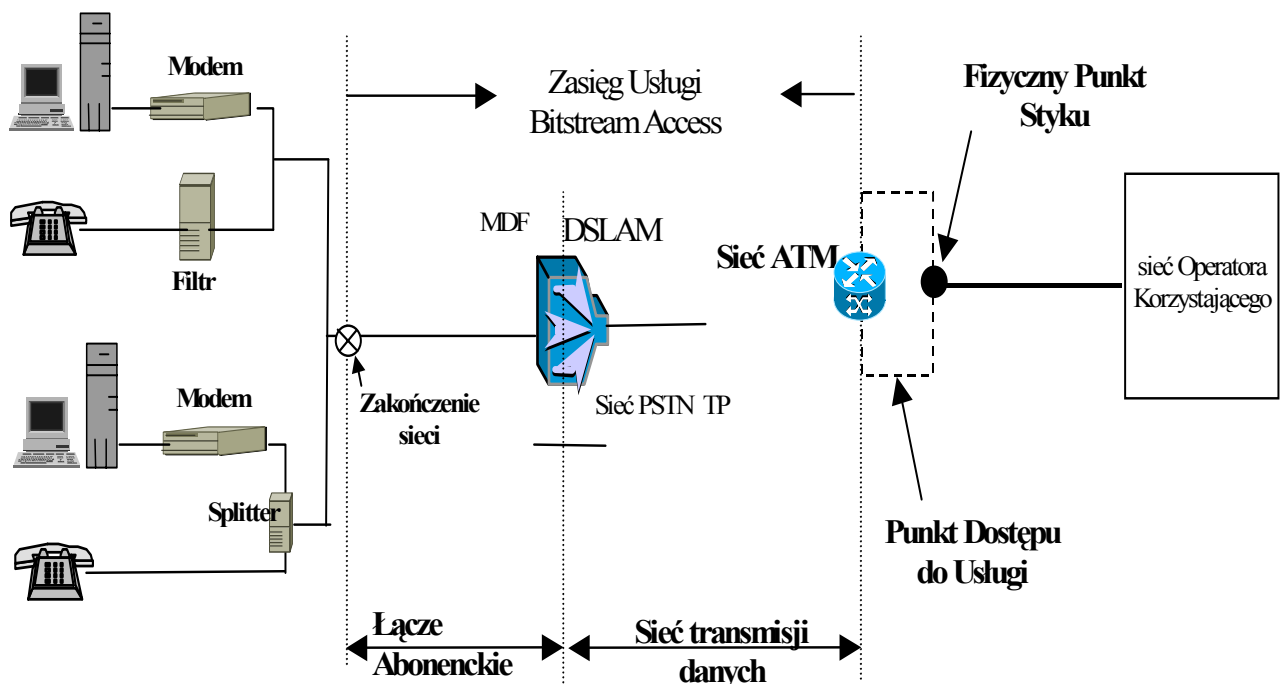 Modem
Zasięg Usługi
Bitstream Access
Fizyczny Punkt
Styku
MDF
DSLAM
Sieć ATM
Filtr
sieć Operatora
Korzystającego
Modem
Zakończenie
sieci
Sieć PSTN TP
Splitter
Punkt Dostępu
do Usługi
Łącze
Abonenckie
Sieć transmisji
danych